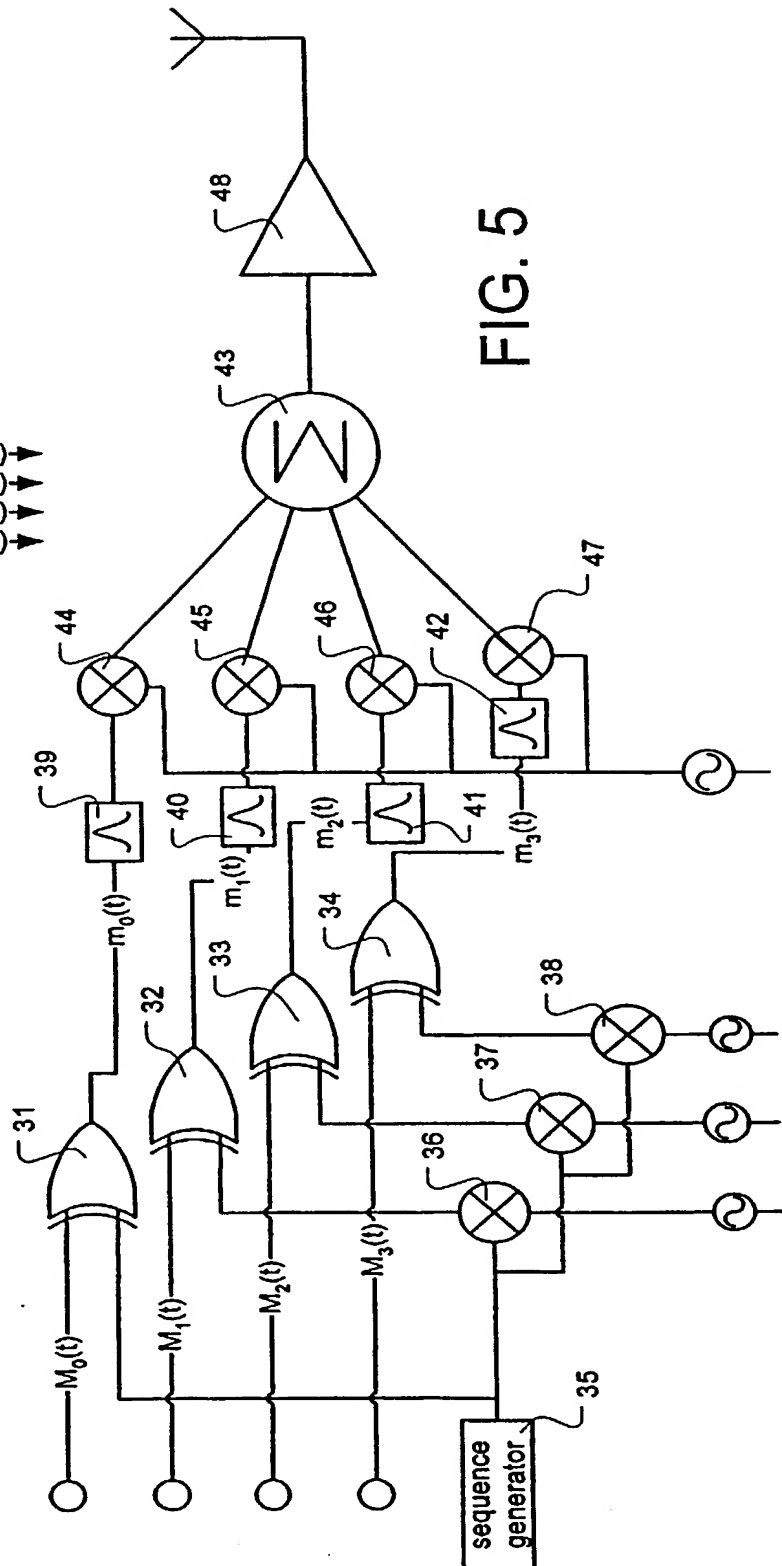 M₀(t)
M₁(t)
M₂(t)
M₃(t)
sequence
generator
35
31
32
33
34
36
37
38
m₀(t)
m₁(t)
m₂(t)
m₃(t)
39
40
41
42
44
45
46
47
43
Σ
48
FIG. 5